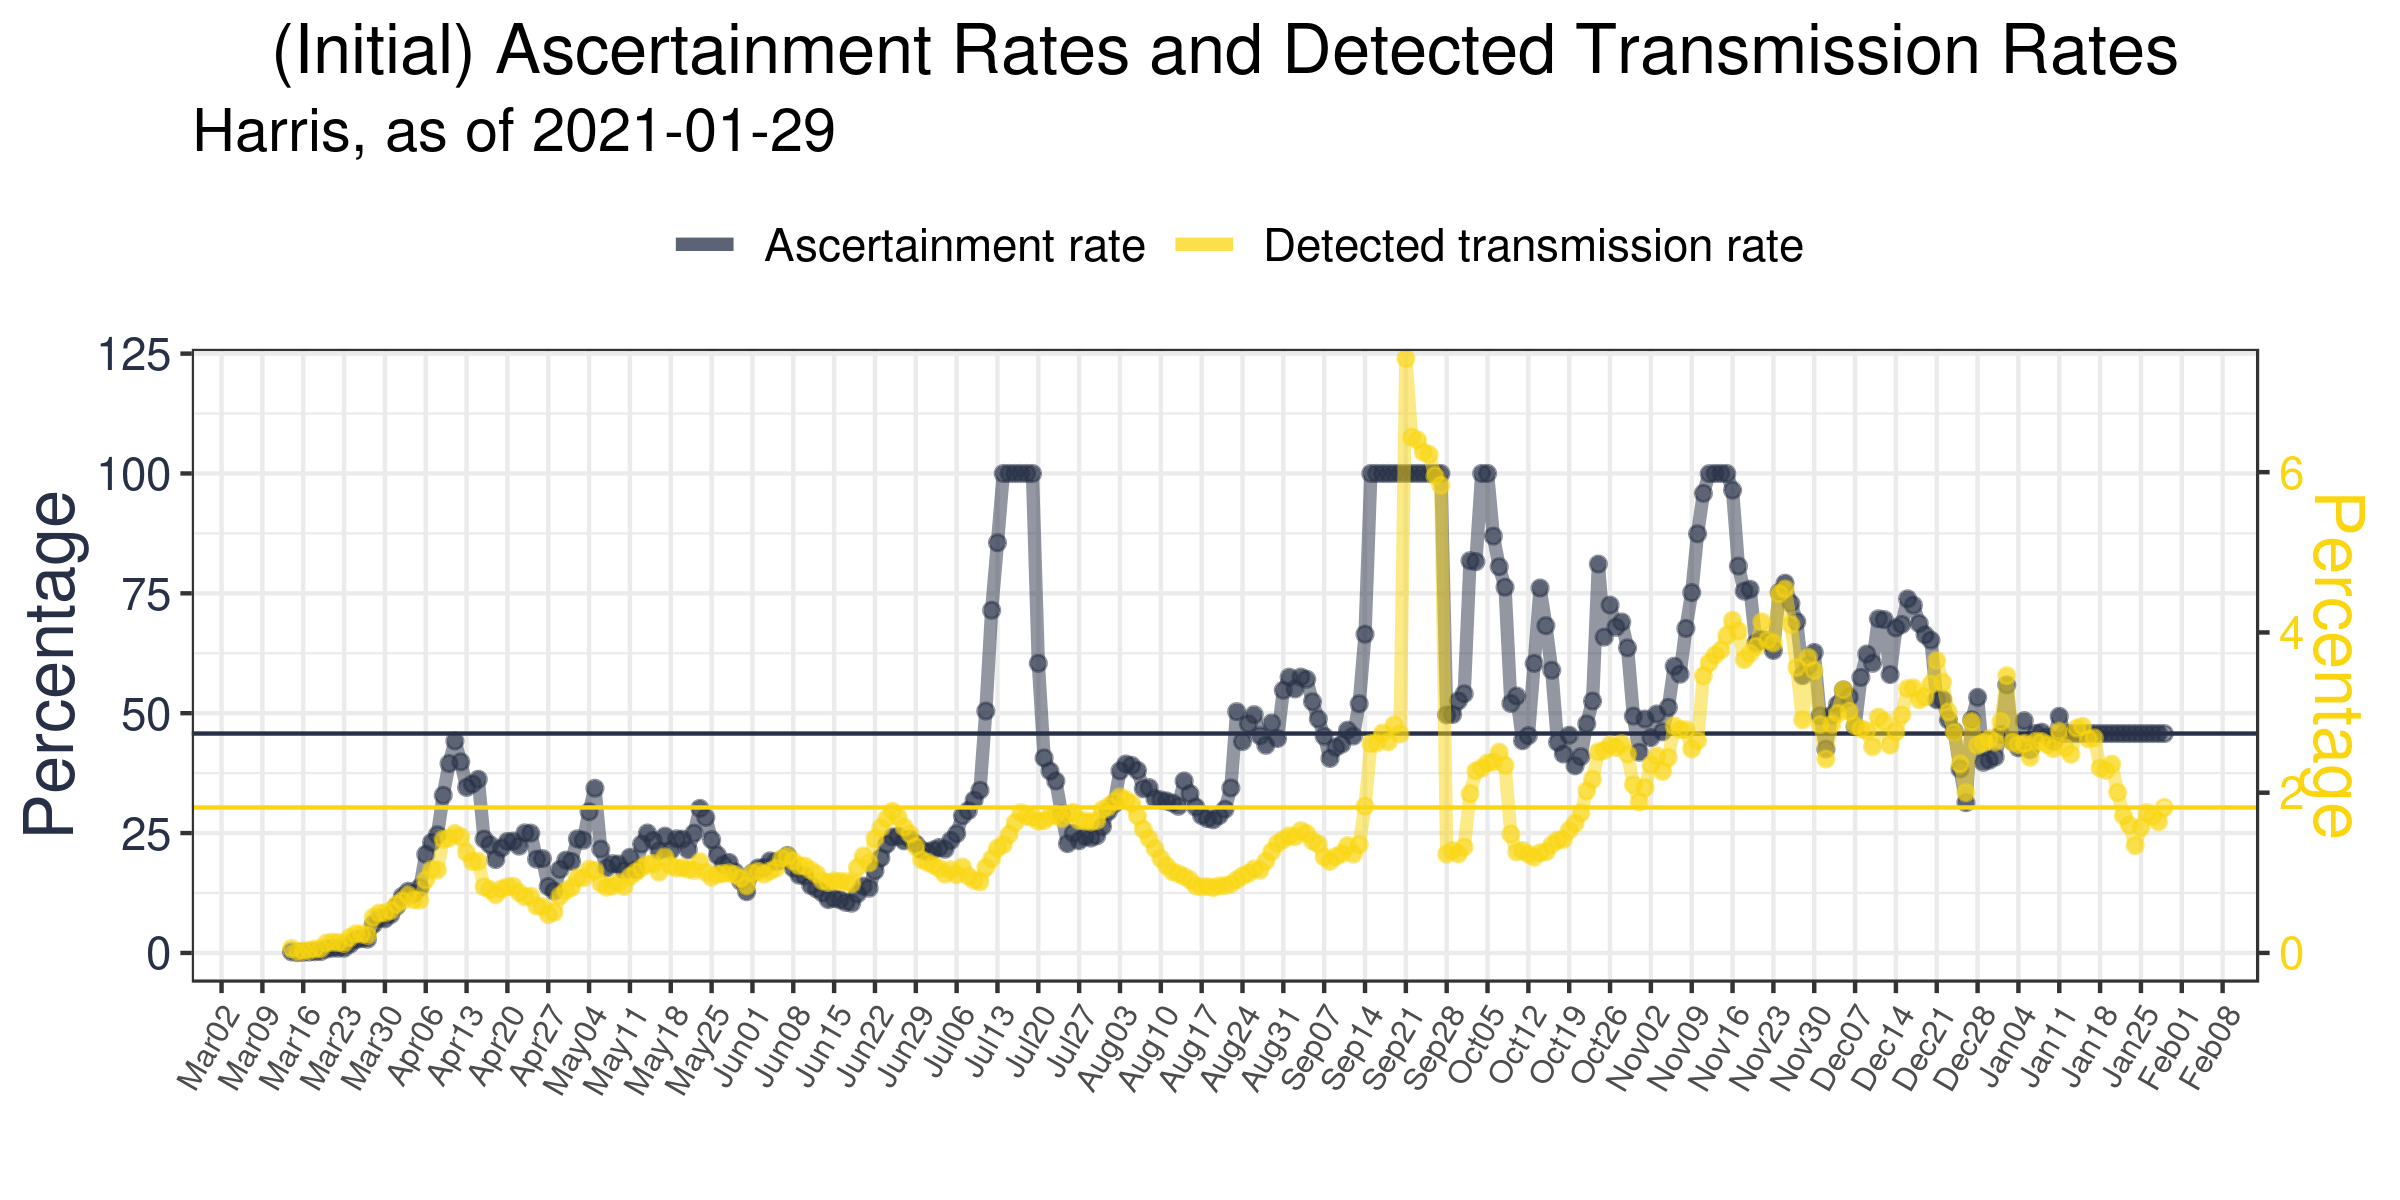 (Initial) Ascertainment Rates and Detected Transmission Rates
Harris, as of 2021-01-29
Ascertainment rate Detected transmission rate
Percentage
125
100
75
50
25
0
6
4
2
0
Percentage
Mar02 Mar09 Mar16 Mar23 Mar30 Apr06 Apr13 Apr20 Apr27 May04 May11 May18 May25 Jun01 Jun08 Jun15 Jun22 Jun29 Jul06 Jul13 Jul20 Jul27 Aug03 Aug10 Aug17 Aug24 Aug31 Sep07 Sep14 Sep21 Sep28 Oct05 Oct12 Oct19 Oct26 Nov02 Nov09 Nov16 Nov23 Nov30 Dec07 Dec14 Dec21 Dec28 Jan04 Jan11 Jan18 Jan25 Feb01 Feb08